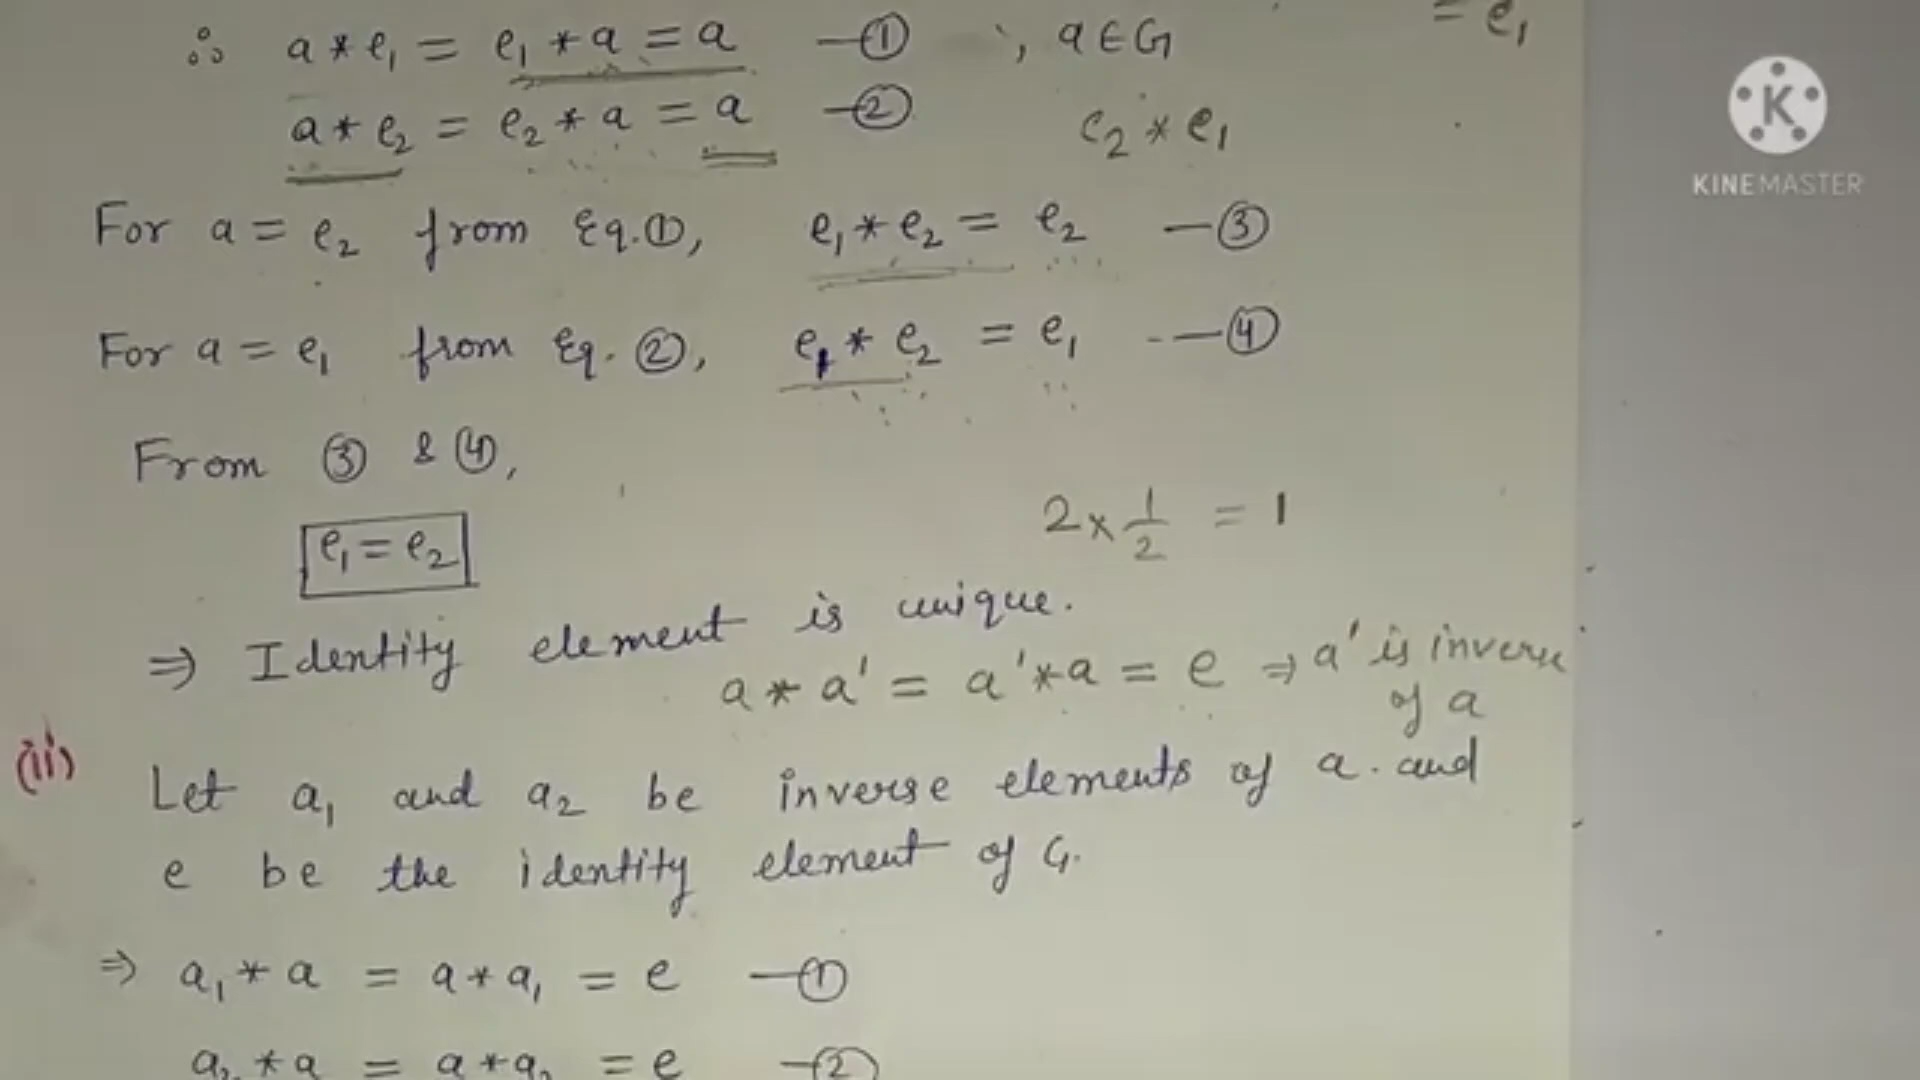 ∴ a * e₁ = e₁ * a = a —① , a ∈ G
= e₁
a * e₂ = e₂ * a = a —②
e₂ * e₁
For a = e₂ from Eq.①, e₁ * e₂ = e₂ —③
For a = e₁ from Eq. ②, e₁ * e₂ = e₁ —④
From ③ & ④,
e₁ = e₂
2 × 1/2 = 1
⇒ Identity element is unique.
a * a' = a' * a = e ⇒ a' is inverse
of a
(ii) Let a₁ and a₂ be inverse elements of a. and
e be the identity element of G.
⇒ a₁ * a = a * a₁ = e —①
a₂ * a = a * a₂ = e —②
K
KINEMASTER